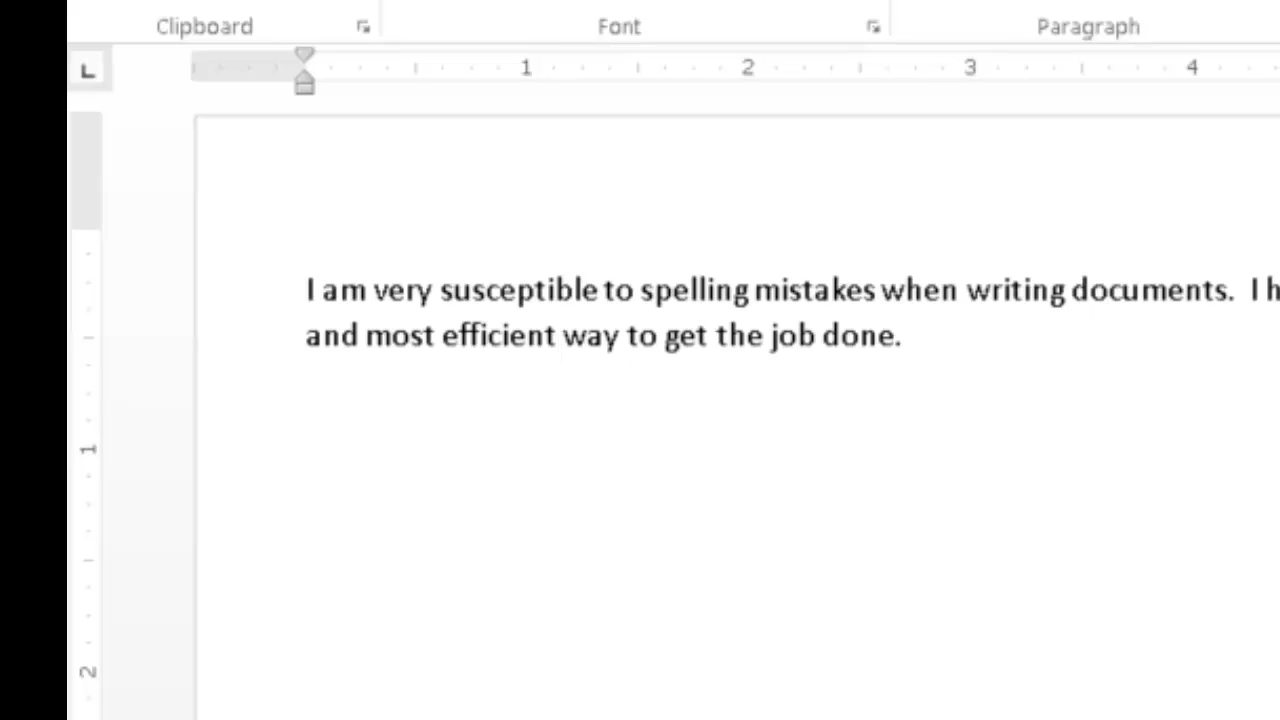 Clipboard Font Paragraph
1 2 3 4
I am very susceptible to spelling mistakes when writing documents. I h
and most efficient way to get the job done.
1
2